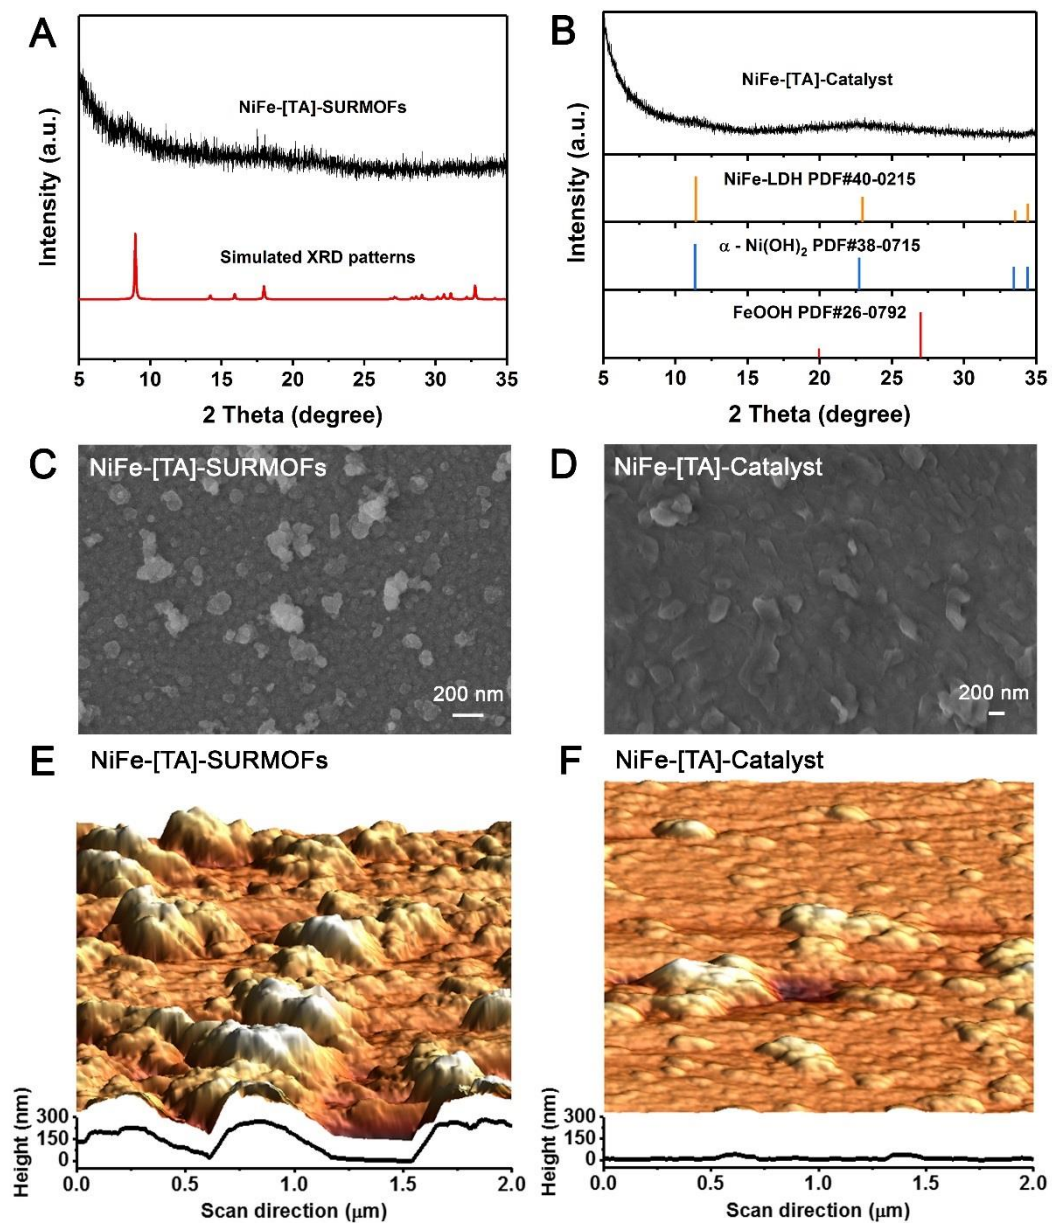 A
Intensity (a.u.)
NiFe-[TA]-SURMOFs
Simulated XRD patterns
5 10 15 20 25 30 35
2 Theta (degree)
B
Intensity (a.u.)
NiFe-[TA]-Catalyst
NiFe-LDH PDF#40-0215
α - Ni(OH)₂ PDF#38-0715
FeOOH PDF#26-0792
5 10 15 20 25 30 35
2 Theta (degree)
C
NiFe-[TA]-SURMOFs
200 nm
D
NiFe-[TA]-Catalyst
200 nm
E NiFe-[TA]-SURMOFs
Height (nm)
300
150
0
0.0 0.5 1.0 1.5 2.0
Scan direction (μm)
F NiFe-[TA]-Catalyst
Height (nm)
300
150
0
0.0 0.5 1.0 1.5 2.0
Scan direction (μm)